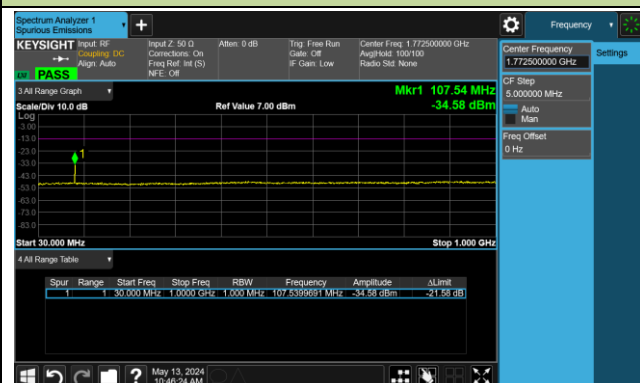 Spectrum Analyzer 1
Spurious Emissions
Frequency
KEYSIGHT
Input: RF
Coupling: DC
Align: Auto
Input Z: 50 Ω
Corrections: On
Freq Ref: Int (S)
NFE: Off
Atten: 0 dB
Trig: Free Run
Gate: Off
IF Gain: Low
Center Freq: 1.772500000 GHz
Avg|Hold: 100/100
Radio Std: None
PASS
Center Frequency
1.772500000 GHz
Settings
CF Step
5.000000 MHz
Auto
Man
Freq Offset
0 Hz
3 All Range Graph
Mkr1 107.54 MHz
Scale/Div 10.0 dB
Ref Value 7.00 dBm
-34.58 dBm
Log
-3.00
-13.0
-23.0
-33.0
-43.0
-53.0
-63.0
-73.0
-83.0
1
Start 30.000 MHz
Stop 1.000 GHz
4 All Range Table
Spur Range Start Freq Stop Freq RBW Frequency Amplitude ΔLimit
1 1 30.000 MHz 1.0000 GHz 1.000 MHz 107.5399691 MHz -34.58 dBm -21.58 dB
?
May 13, 2024
10:46:24 AM